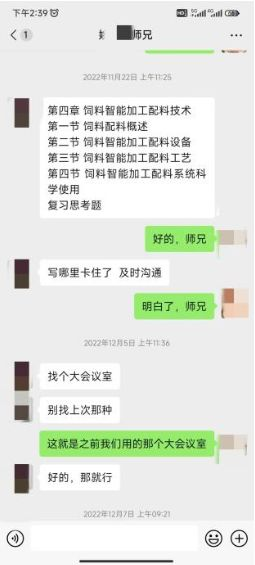 下午2:39
1
师兄
2022年11月22日 上午11:25
第四章 饲料智能加工配料技术
第一节 饲料配料概述
第二节 饲料智能加工配料设备
第三节 饲料智能加工配料工艺
第四节 饲料智能加工配料系统科
学使用
复习思考题
好的，师兄
写哪里卡住了 及时沟通
明白了，师兄
2022年12月5日 上午11:36
找个大会议室
别找上次那种
这就是之前我们用的那个大会议室
好的，那就行
2022年12月7日 上午09:21